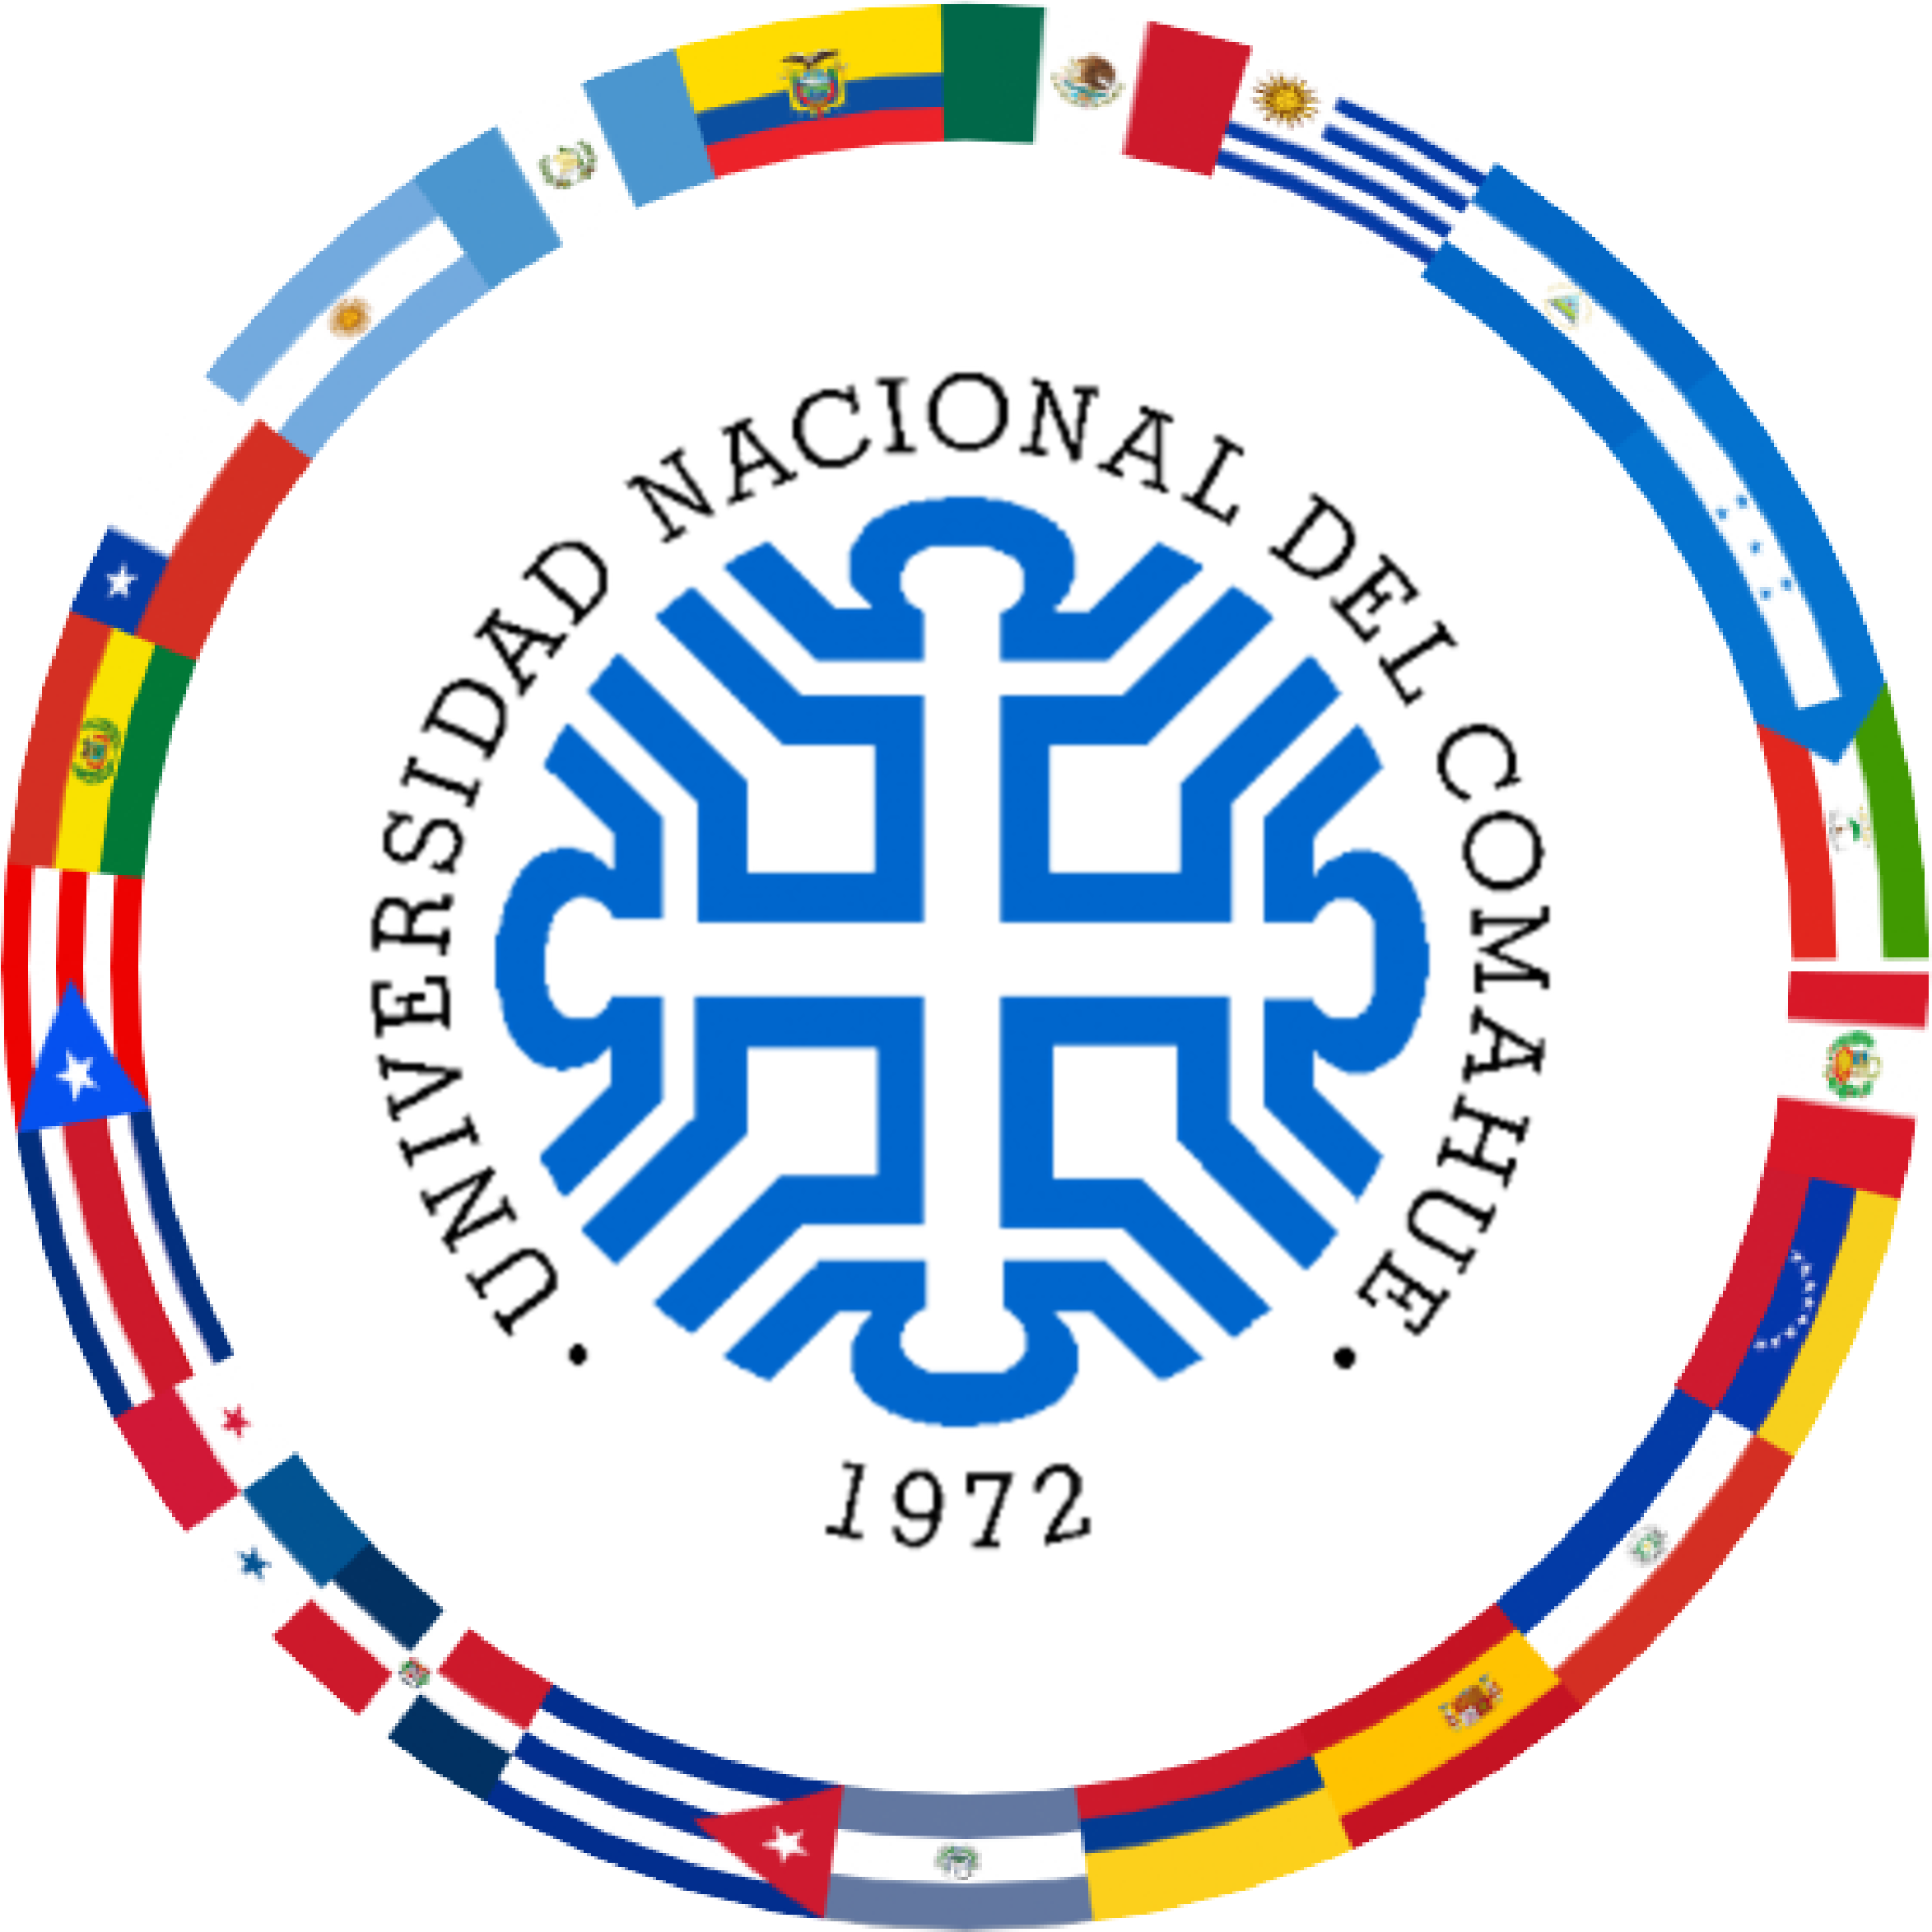 · UNIVERSIDAD NACIONAL DEL COMAHUE ·
1972